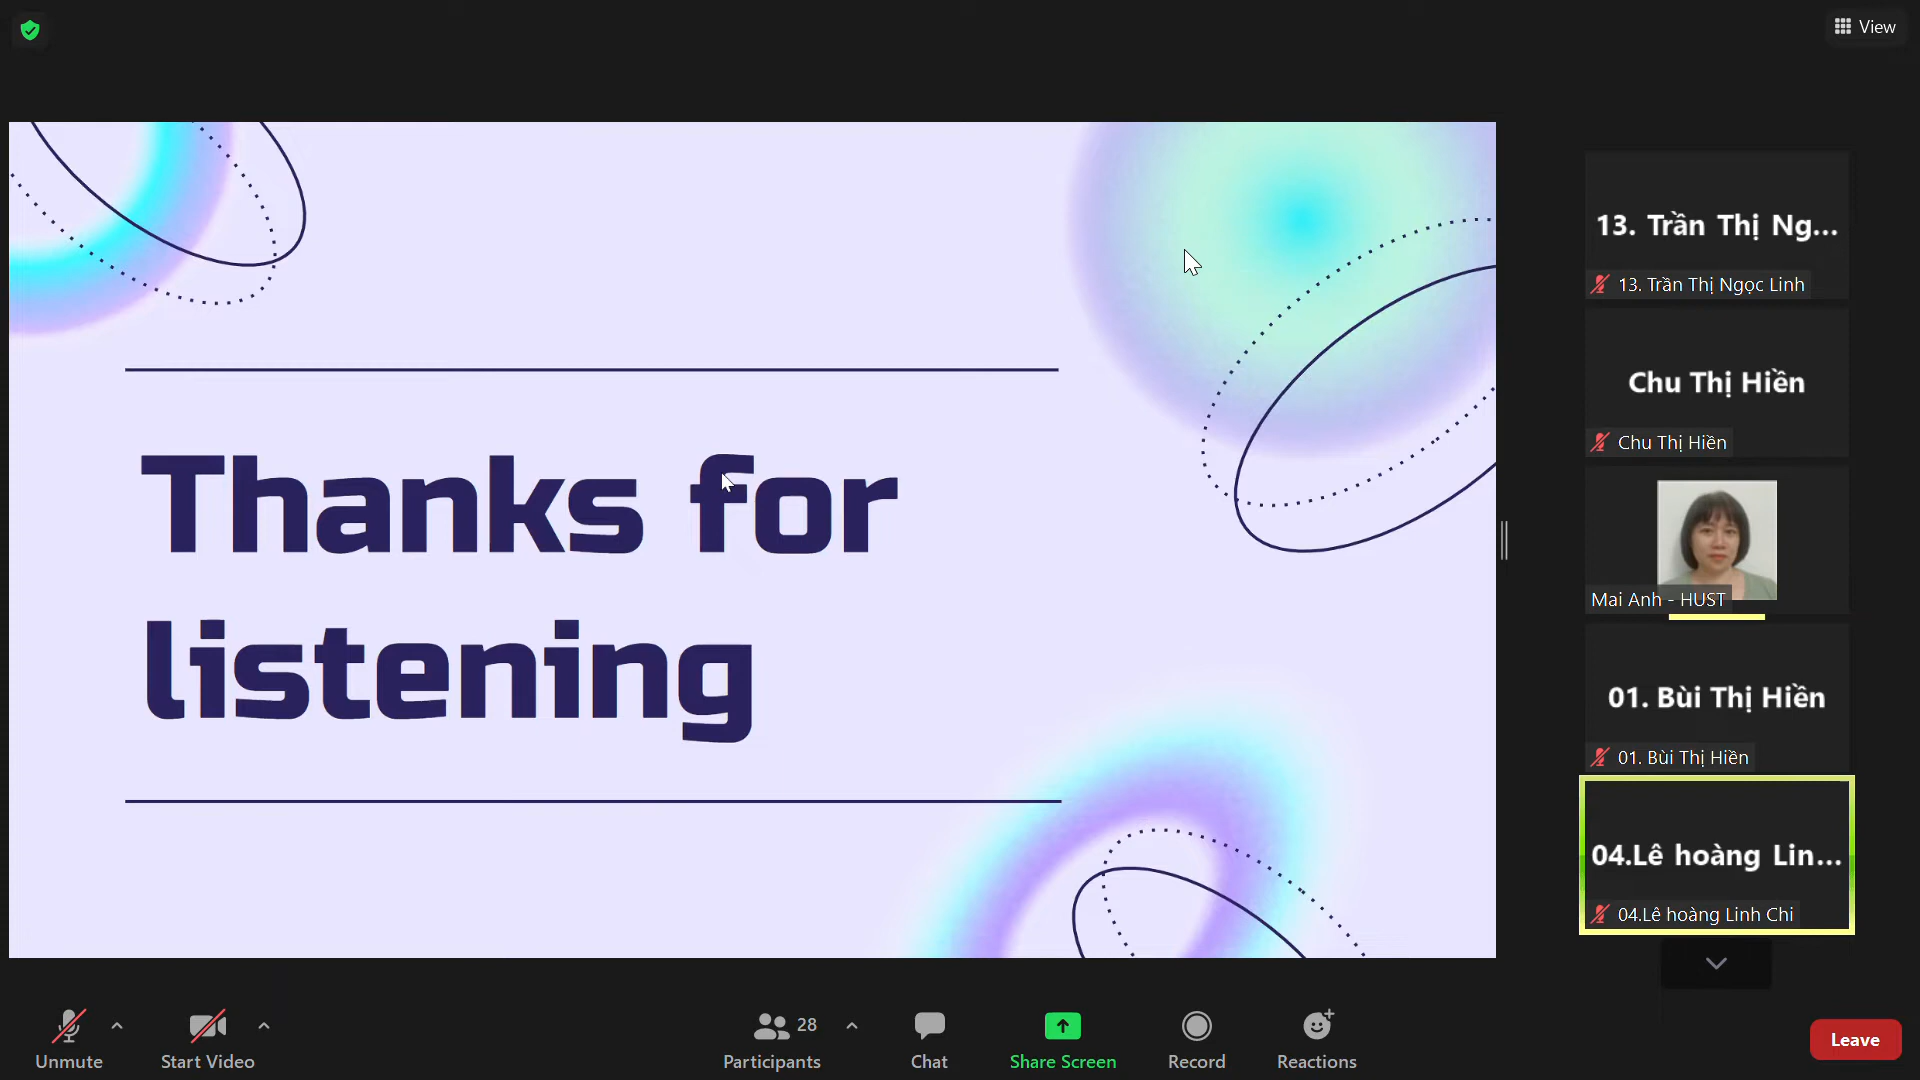 View
Thanks for
listening
13. Trần Thị Ng...
13. Trần Thị Ngọc Linh
Chu Thị Hiền
Chu Thị Hiền
Mai Anh - HUST
01. Bùi Thị Hiền
01. Bùi Thị Hiền
04.Lê hoàng Lin...
04.Lê hoàng Linh Chi
Unmute
Start Video
28
Participants
Chat
Share Screen
Record
Reactions
Leave